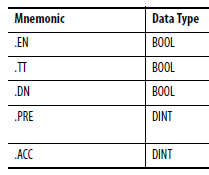 Mnemonic Data Type
.EN BOOL
.TT BOOL
.DN BOOL
.PRE DINT
.ACC DINT